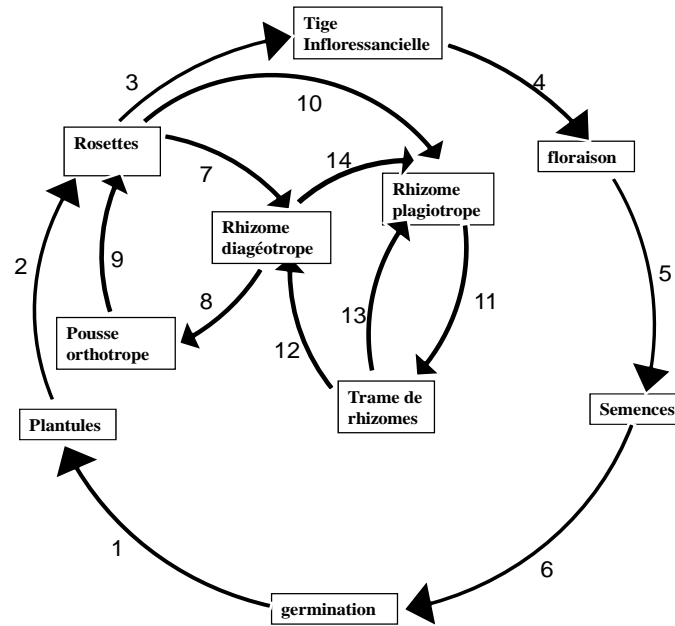 Tige
Infloressancielle
3
4
10
Rosettes
floraison
7
14
Rhizome
plagiotrope
Rhizome
diagéotrope
2
9
5
8
13
11
Pousse
orthotrope
12
Trame de
rhizomes
Plantules
Semences
1
6
germination